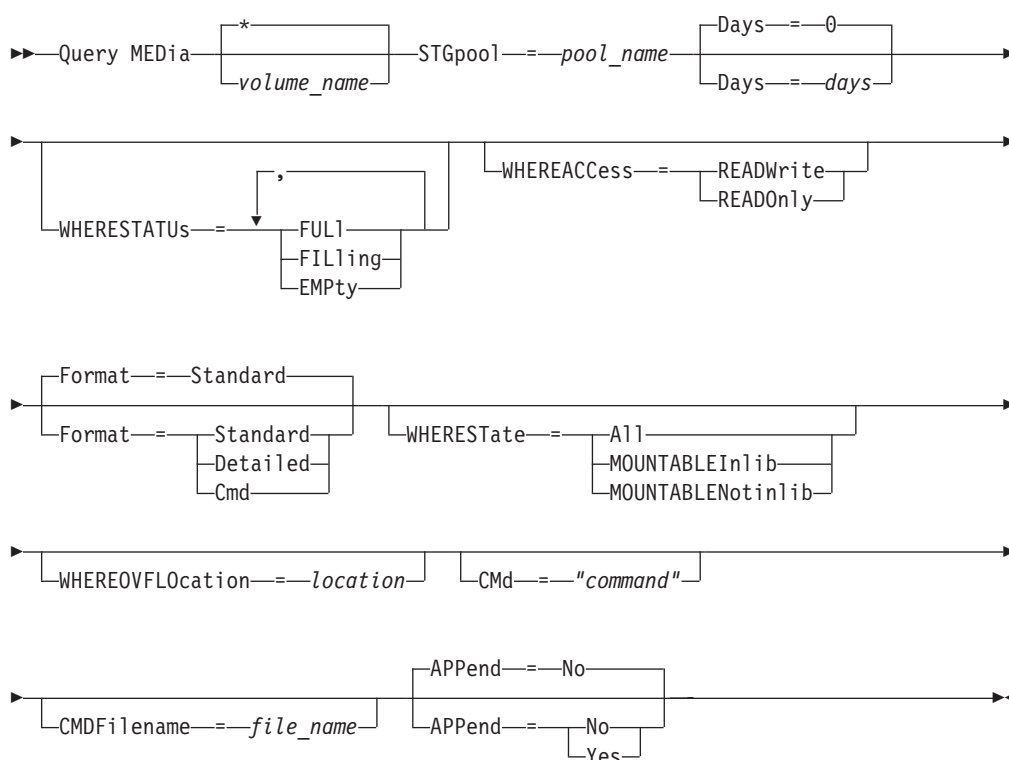 *
Days = 0
Query MEDia STGpool = pool_name
volume_name
Days = days
WHERESTATUs =
,
FULl
FILling
EMPty
WHEREACCess = READWrite
READOnly
Format = Standard
Format = Standard
Detailed
Cmd
WHERESTate = All
MOUNTABLEInlib
MOUNTABLENotinlib
WHEREOVFLOcation = location
CMd = "command"
CMDFilename = file_name
APPend = No
APPend = No
Yes